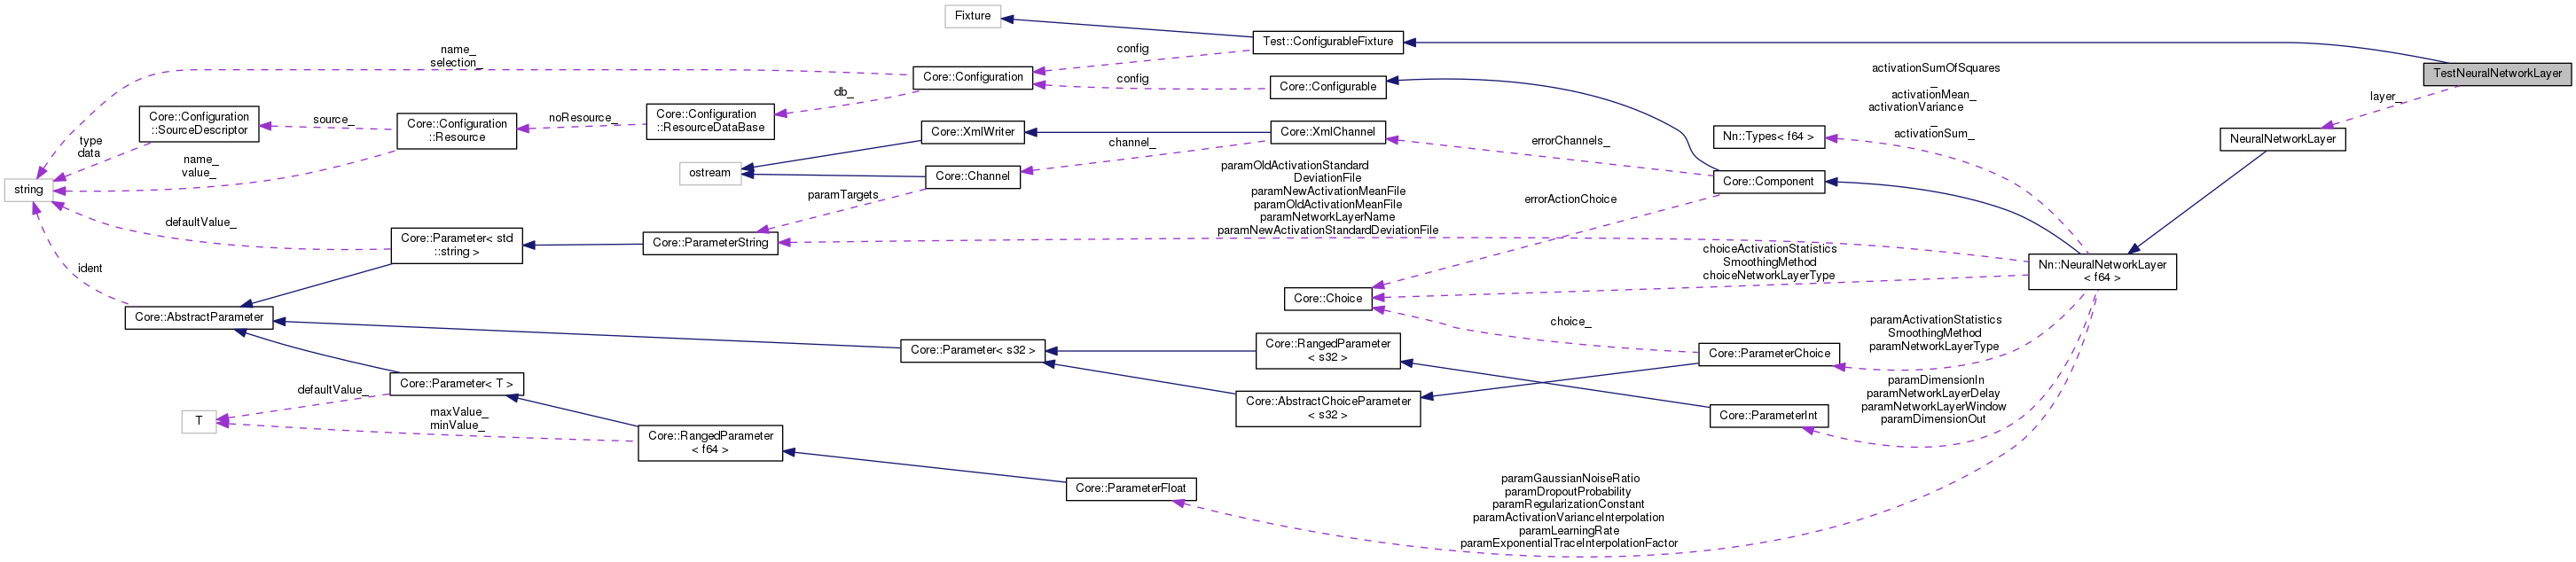 Fixture
Test::ConfigurableFixture
name_
selection_
config
Core::Configuration
config
Core::Configurable
activationSumOfSquares
_
activationMean_
activationVariance
_
activationSum_
TestNeuralNetworkLayer
layer_
db_
Core::Configuration
::SourceDescriptor
source_
Core::Configuration
::Resource
noResource_
Core::Configuration
::ResourceDataBase
Core::XmlWriter
Core::XmlChannel
errorChannels_
Nn::Types< f64 >
NeuralNetworkLayer
type
data
name_
value_
channel_
ostream
Core::Channel
paramOldActivationStandard
DeviationFile
paramNewActivationMeanFile
paramOldActivationMeanFile
paramNetworkLayerName
paramNewActivationStandardDeviationFile
Core::Component
string
paramTargets
errorActionChoice
defaultValue_
Core::Parameter< std
::string >
Core::ParameterString
choiceActivationStatistics
SmoothingMethod
choiceNetworkLayerType
Nn::NeuralNetworkLayer
< f64 >
ident
Core::Choice
Core::AbstractParameter
choice_
paramActivationStatistics
SmoothingMethod
paramNetworkLayerType
Core::Parameter< s32 >
Core::RangedParameter
< s32 >
Core::ParameterChoice
Core::Parameter< T >
defaultValue_
paramDimensionIn
paramNetworkLayerDelay
paramNetworkLayerWindow
paramDimensionOut
Core::AbstractChoiceParameter
< s32 >
Core::ParameterInt
T
maxValue_
minValue_
Core::RangedParameter
< f64 >
Core::ParameterFloat
paramGaussianNoiseRatio
paramDropoutProbability
paramRegularizationConstant
paramActivationVarianceInterpolation
paramLearningRate
paramExponentialTraceInterpolationFactor